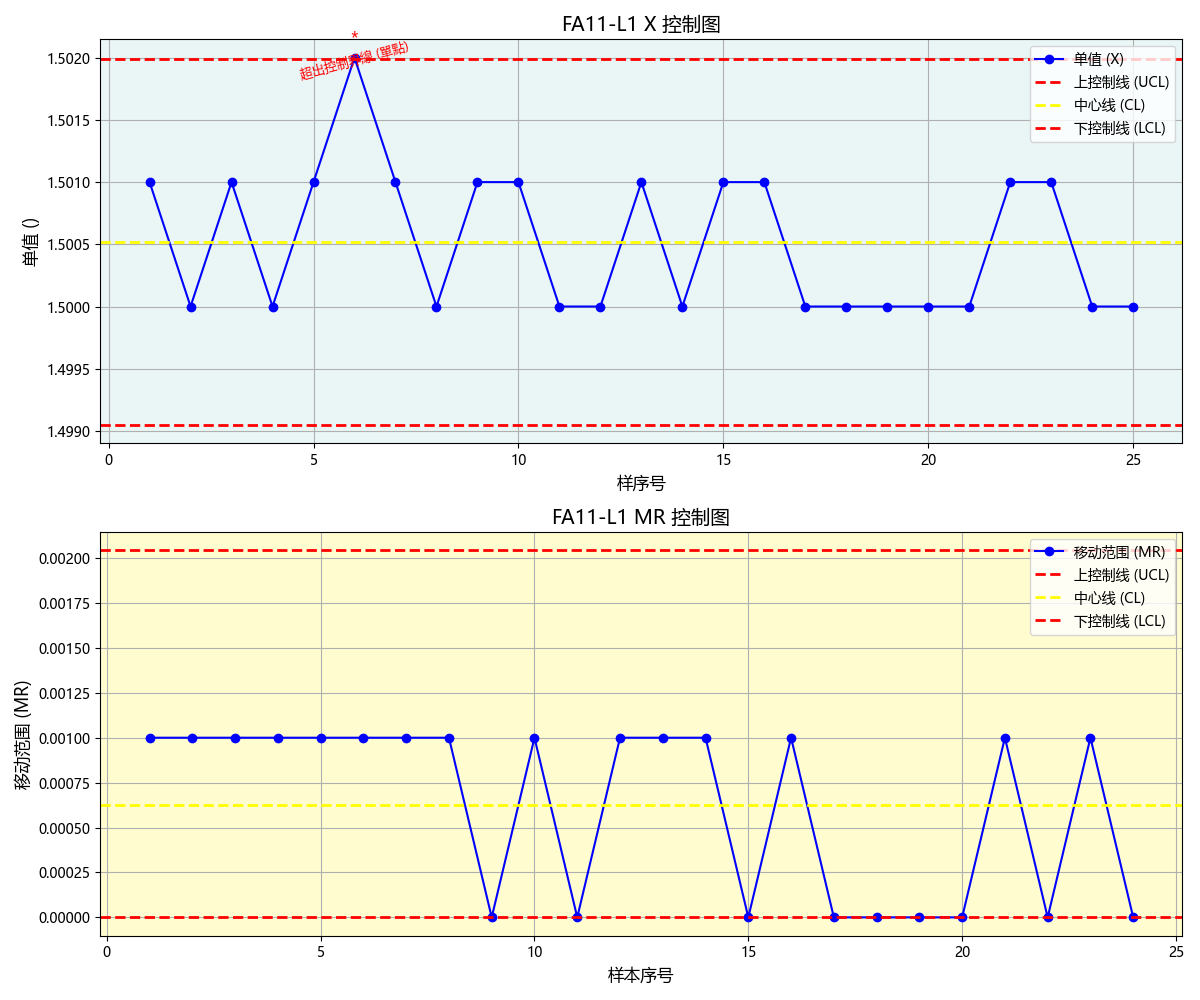 FA11-L1 X 控制图
*
超出控制界線 (單點)
1.5020
1.5015
1.5010
1.5005
1.5000
1.4995
1.4990
单值 ()
单值 (X)
上控制线 (UCL)
中心线 (CL)
下控制线 (LCL)
0 5 10 15 20 25
样序号
FA11-L1 MR 控制图
0.00200
0.00175
0.00150
0.00125
0.00100
0.00075
0.00050
0.00025
0.00000
移动范围 (MR)
移动范围 (MR)
上控制线 (UCL)
中心线 (CL)
下控制线 (LCL)
0 5 10 15 20 25
样本序号